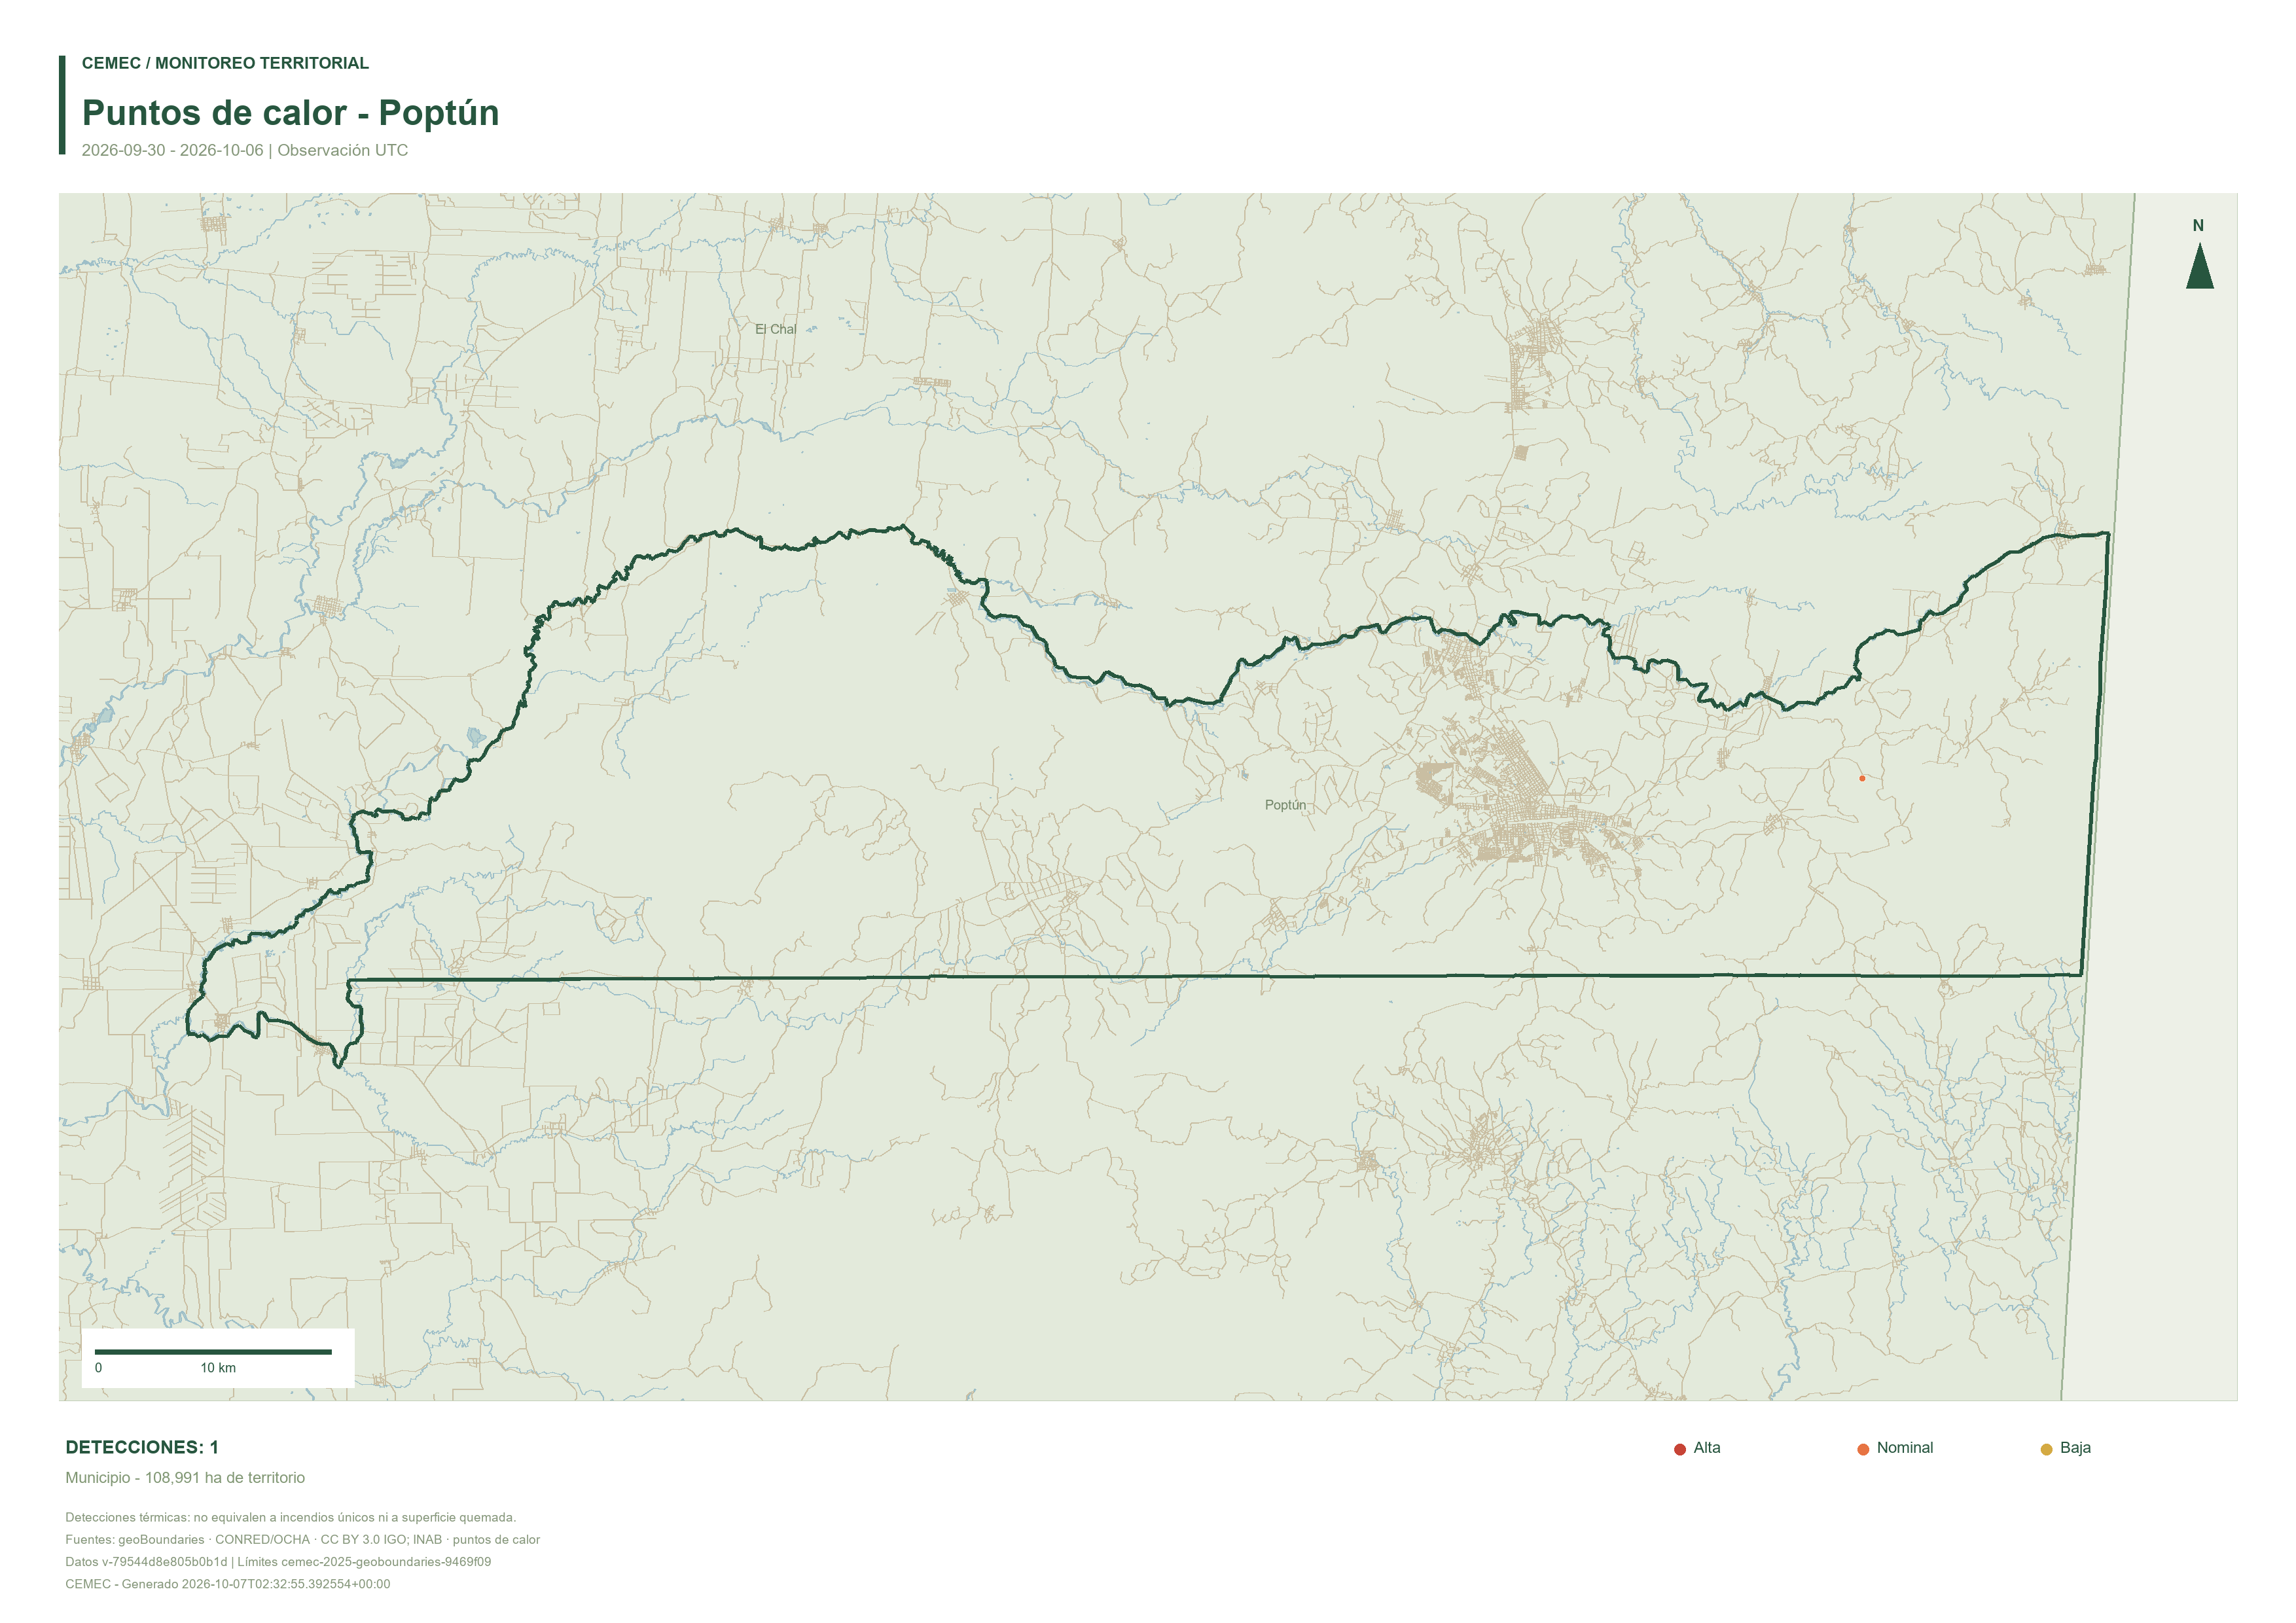 CEMEC / MONITOREO TERRITORIAL
Puntos de calor - Poptún
2026-09-30 - 2026-10-06 | Observación UTC
N
El Chal
Poptún
0 10 km
DETECCIONES: 1
Alta
Nominal
Baja
Municipio - 108,991 ha de territorio
Detecciones térmicas: no equivalen a incendios únicos ni a superficie quemada.
Fuentes: geoBoundaries · CONRED/OCHA · CC BY 3.0 IGO; INAB · puntos de calor
Datos v-79544d8e805b0b1d | Límites cemec-2025-geoboundaries-9469f09
CEMEC - Generado 2026-10-07T02:32:55.392554+00:00